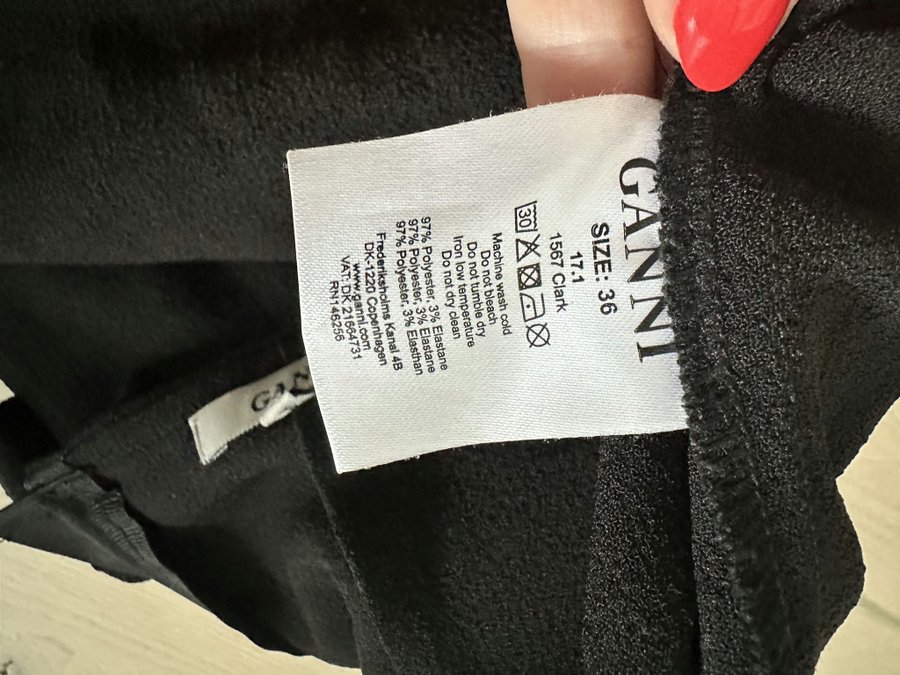 GANNI
SIZE: 36
17.1
1567 Clark
30
Machine wash cold
Do not bleach
Do not tumble dry
Iron low temperature
Do not dry clean
97% Polyester, 3% Elastane
97% Polyester, 3% Elastane
97% Polyester, 3% Elasthan
Frederiksholms Kanal 4B
DK-1220 Copenhagen
www.ganni.com
VAT: DK 21664731
RN146256